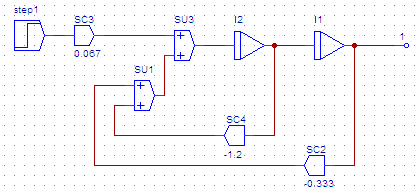 step1
SC3
0.067
SU3
+
+
I2
I1
1
SU1
+
+
SC4
-1.2
SC2
-0.333